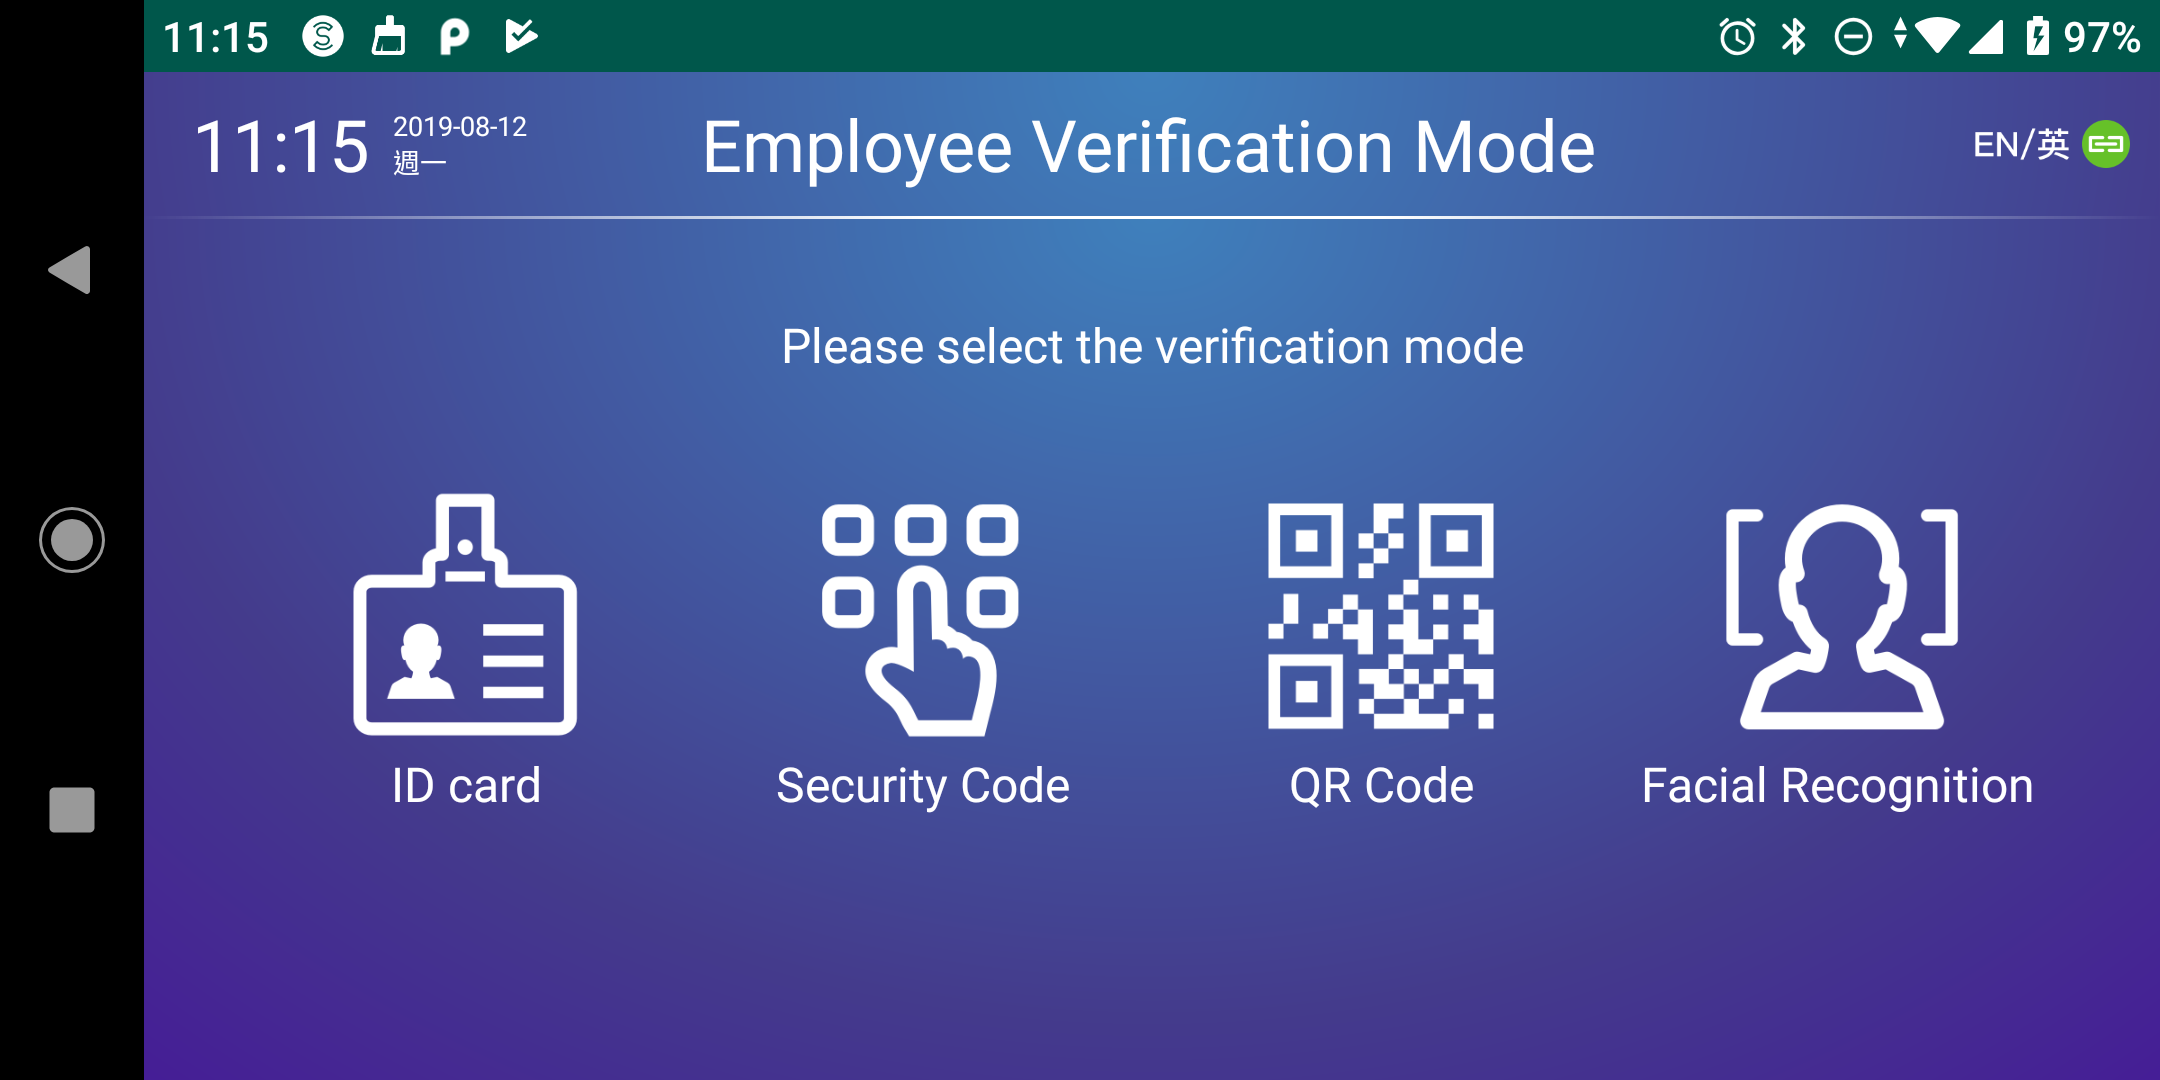 11:15 97%
11:15 2019-08-12 Employee Verification Mode EN/英
週一
Please select the verification mode
ID card Security Code QR Code Facial Recognition